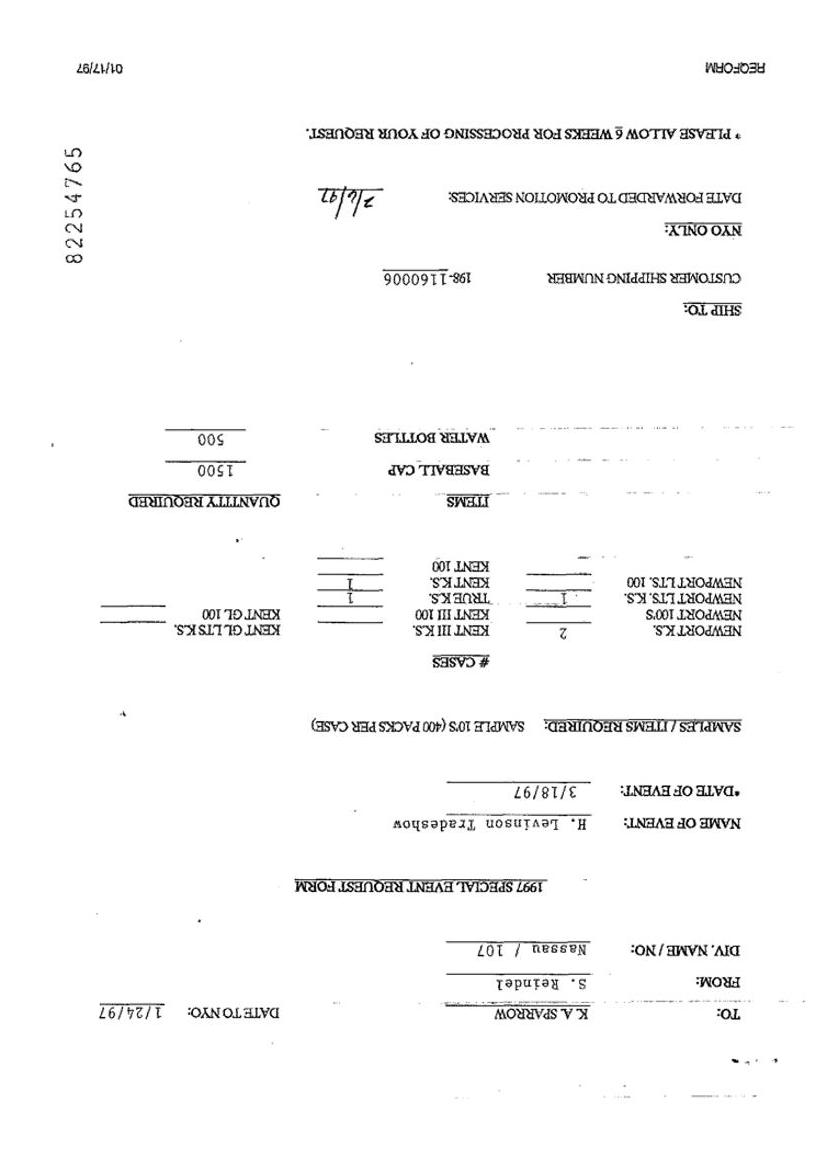 TO: K. A. SPARROW DATE TO NYO: 1/24/97
FROM: S. Reindel
DIV. NAME / NO: Nassau / 107
1997 SPECIAL EVENT REQUEST FORM
NAME OF EVENT: H. Levinson Tradeshow
*DATE OF EVENT: 3/18/97
SAMPLES / ITEMS REQUIRED: SAMPLE 10'S (400 PACKS PER CASE)
# CASES
NEWPORT K.S. 2 KENT III K.S. KENT GL LTS K.S.
NEWPORT 100'S KENT III 100 KENT GL 100
NEWPORT LTS. K.S. 1 TRUE K.S. 1
NEWPORT LTS. 100 KENT K.S. 1
KENT 100
ITEMS QUANTITY REQUIRED
BASEBALL CAP 1500
WATER BOTTLES 500
SHIP TO:
CUSTOMER SHIPPING NUMBER 198-1160006
NYO ONLY:
DATE FORWARDED TO PROMOTION SERVICES: 2/6/97
* PLEASE ALLOW 6 WEEKS FOR PROCESSING OF YOUR REQUEST.
REQFORM 01/17/97
82254765